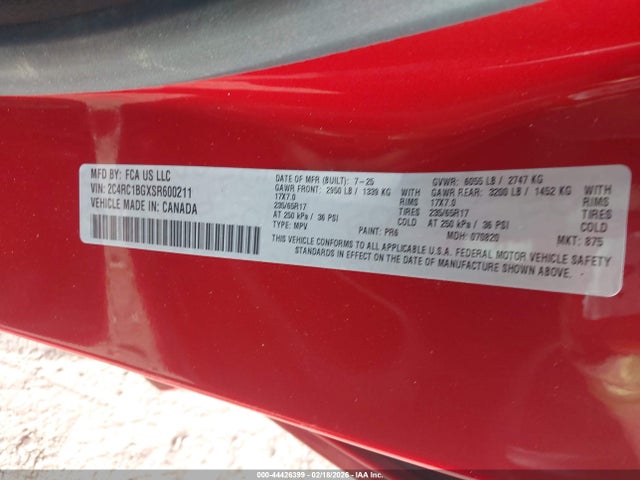 MFD BY: FCA US LLC
VIN: 2C4RC1BGXSR600211
VEHICLE MADE IN: CANADA
DATE OF MFR (BUILT): 7-25
GAWR FRONT: 2950 LB / 1339 KG WITH
17X7.0 RIMS
235/65R17 TIRES
AT 250 kPa / 36 PSI COLD
TYPE: MPV PAINT: PR6
GVWR: 6055 LB / 2747 KG
GAWR REAR: 3200 LB / 1452 KG WITH
17X7.0 RIMS
235/65R17 TIRES
AT 250 kPa / 36 PSI COLD
MDH: 070820 MKT: 875
THIS VEHICLE CONFORMS TO ALL APPLICABLE U.S.A. FEDERAL MOTOR VEHICLE SAFETY
STANDARDS IN EFFECT ON THE DATE OF MANUFACTURE SHOWN ABOVE.
000-44426399 02/18/2026 IAA Inc.